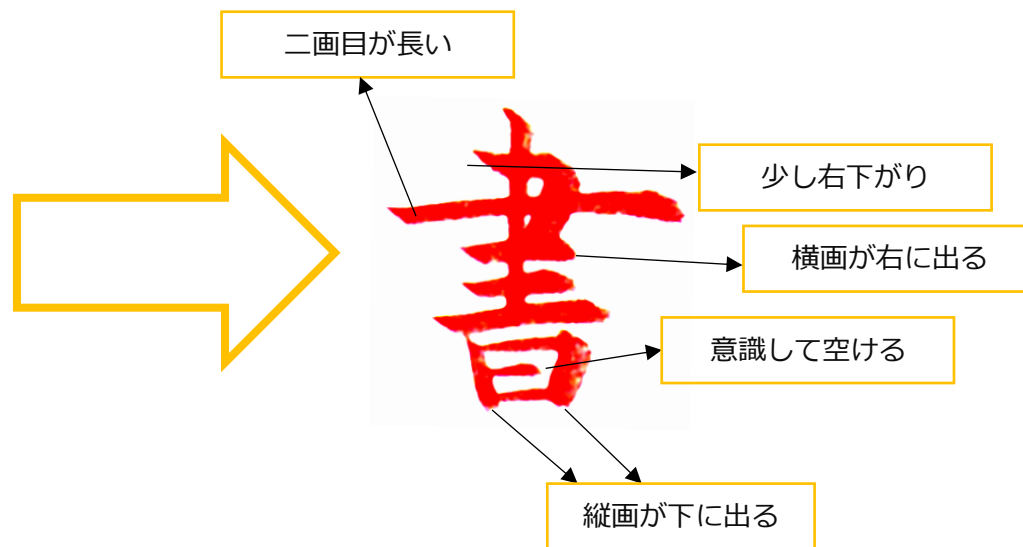 二画目が長い
書
少し右下がり
横画が右に出る
意識して空ける
縦画が下に出る